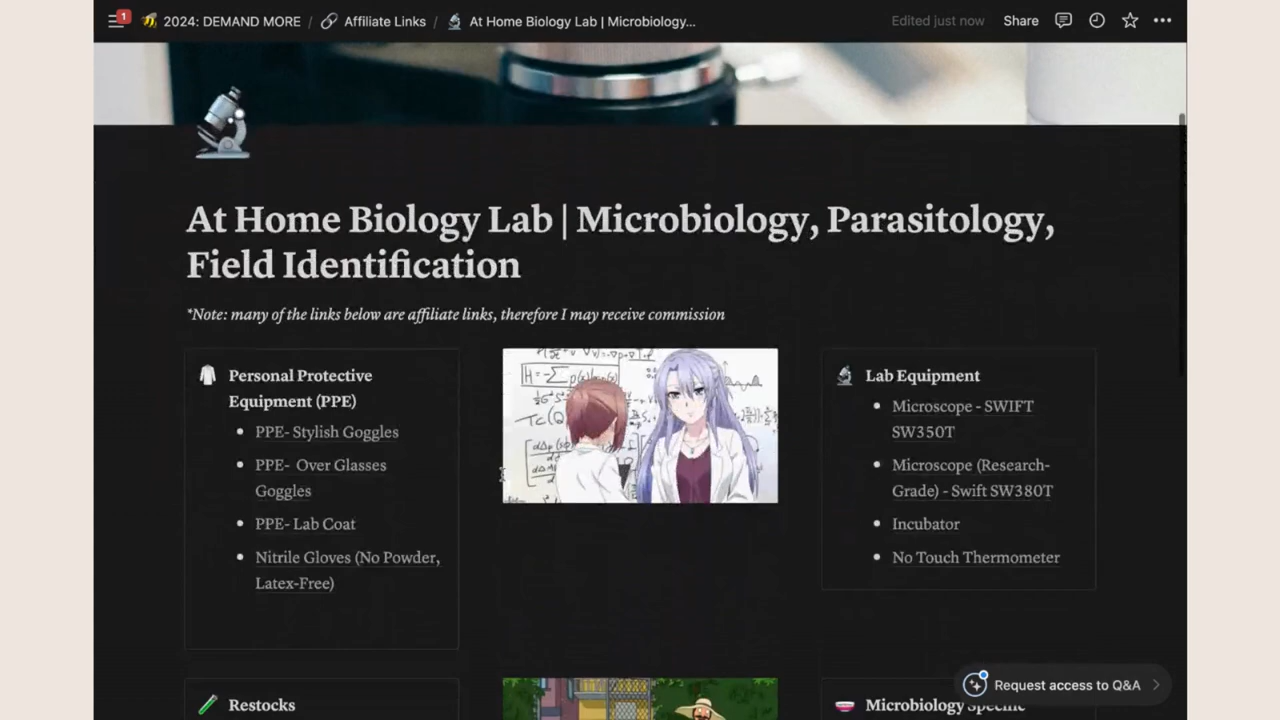 1
2024: DEMAND MORE / Affiliate Links / At Home Biology Lab | Microbiology...
Edited just now Share
At Home Biology Lab | Microbiology, Parasitology,
Field Identification
*Note: many of the links below are affiliate links, therefore I may receive commission
Personal Protective
Equipment (PPE)
• PPE- Stylish Goggles
• PPE- Over Glasses
Goggles
• PPE- Lab Coat
• Nitrile Gloves (No Powder,
Latex-Free)
Lab Equipment
• Microscope - SWIFT
SW350T
• Microscope (Research-
Grade) - Swift SW380T
• Incubator
• No Touch Thermometer
Restocks
Microbiology Specific
Request access to Q&A